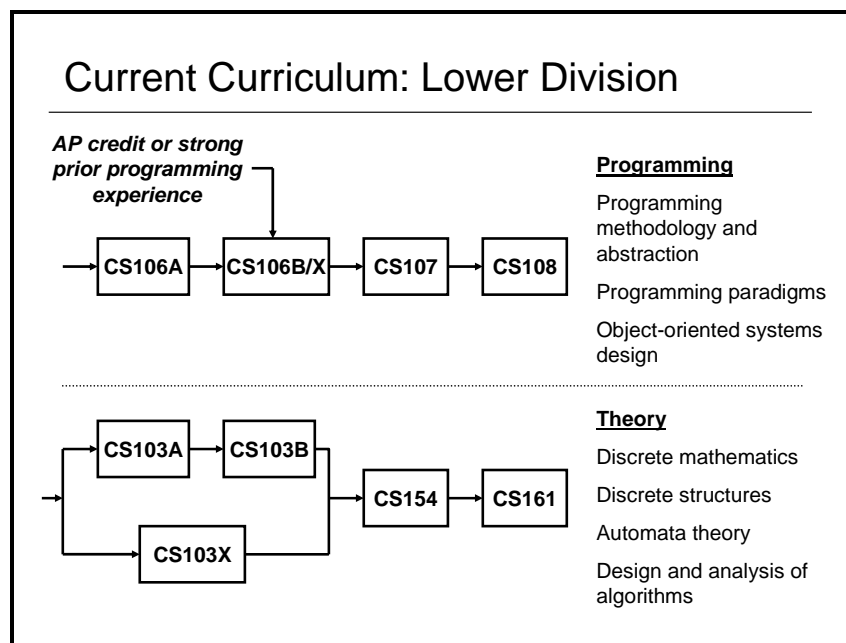 Current Curriculum: Lower Division
AP credit or strong
prior programming
experience
CS106A
CS106B/X
CS107
CS108
Programming
Programming
methodology and
abstraction
Programming paradigms
Object-oriented systems
design
CS103A
CS103B
CS103X
CS154
CS161
Theory
Discrete mathematics
Discrete structures
Automata theory
Design and analysis of
algorithms